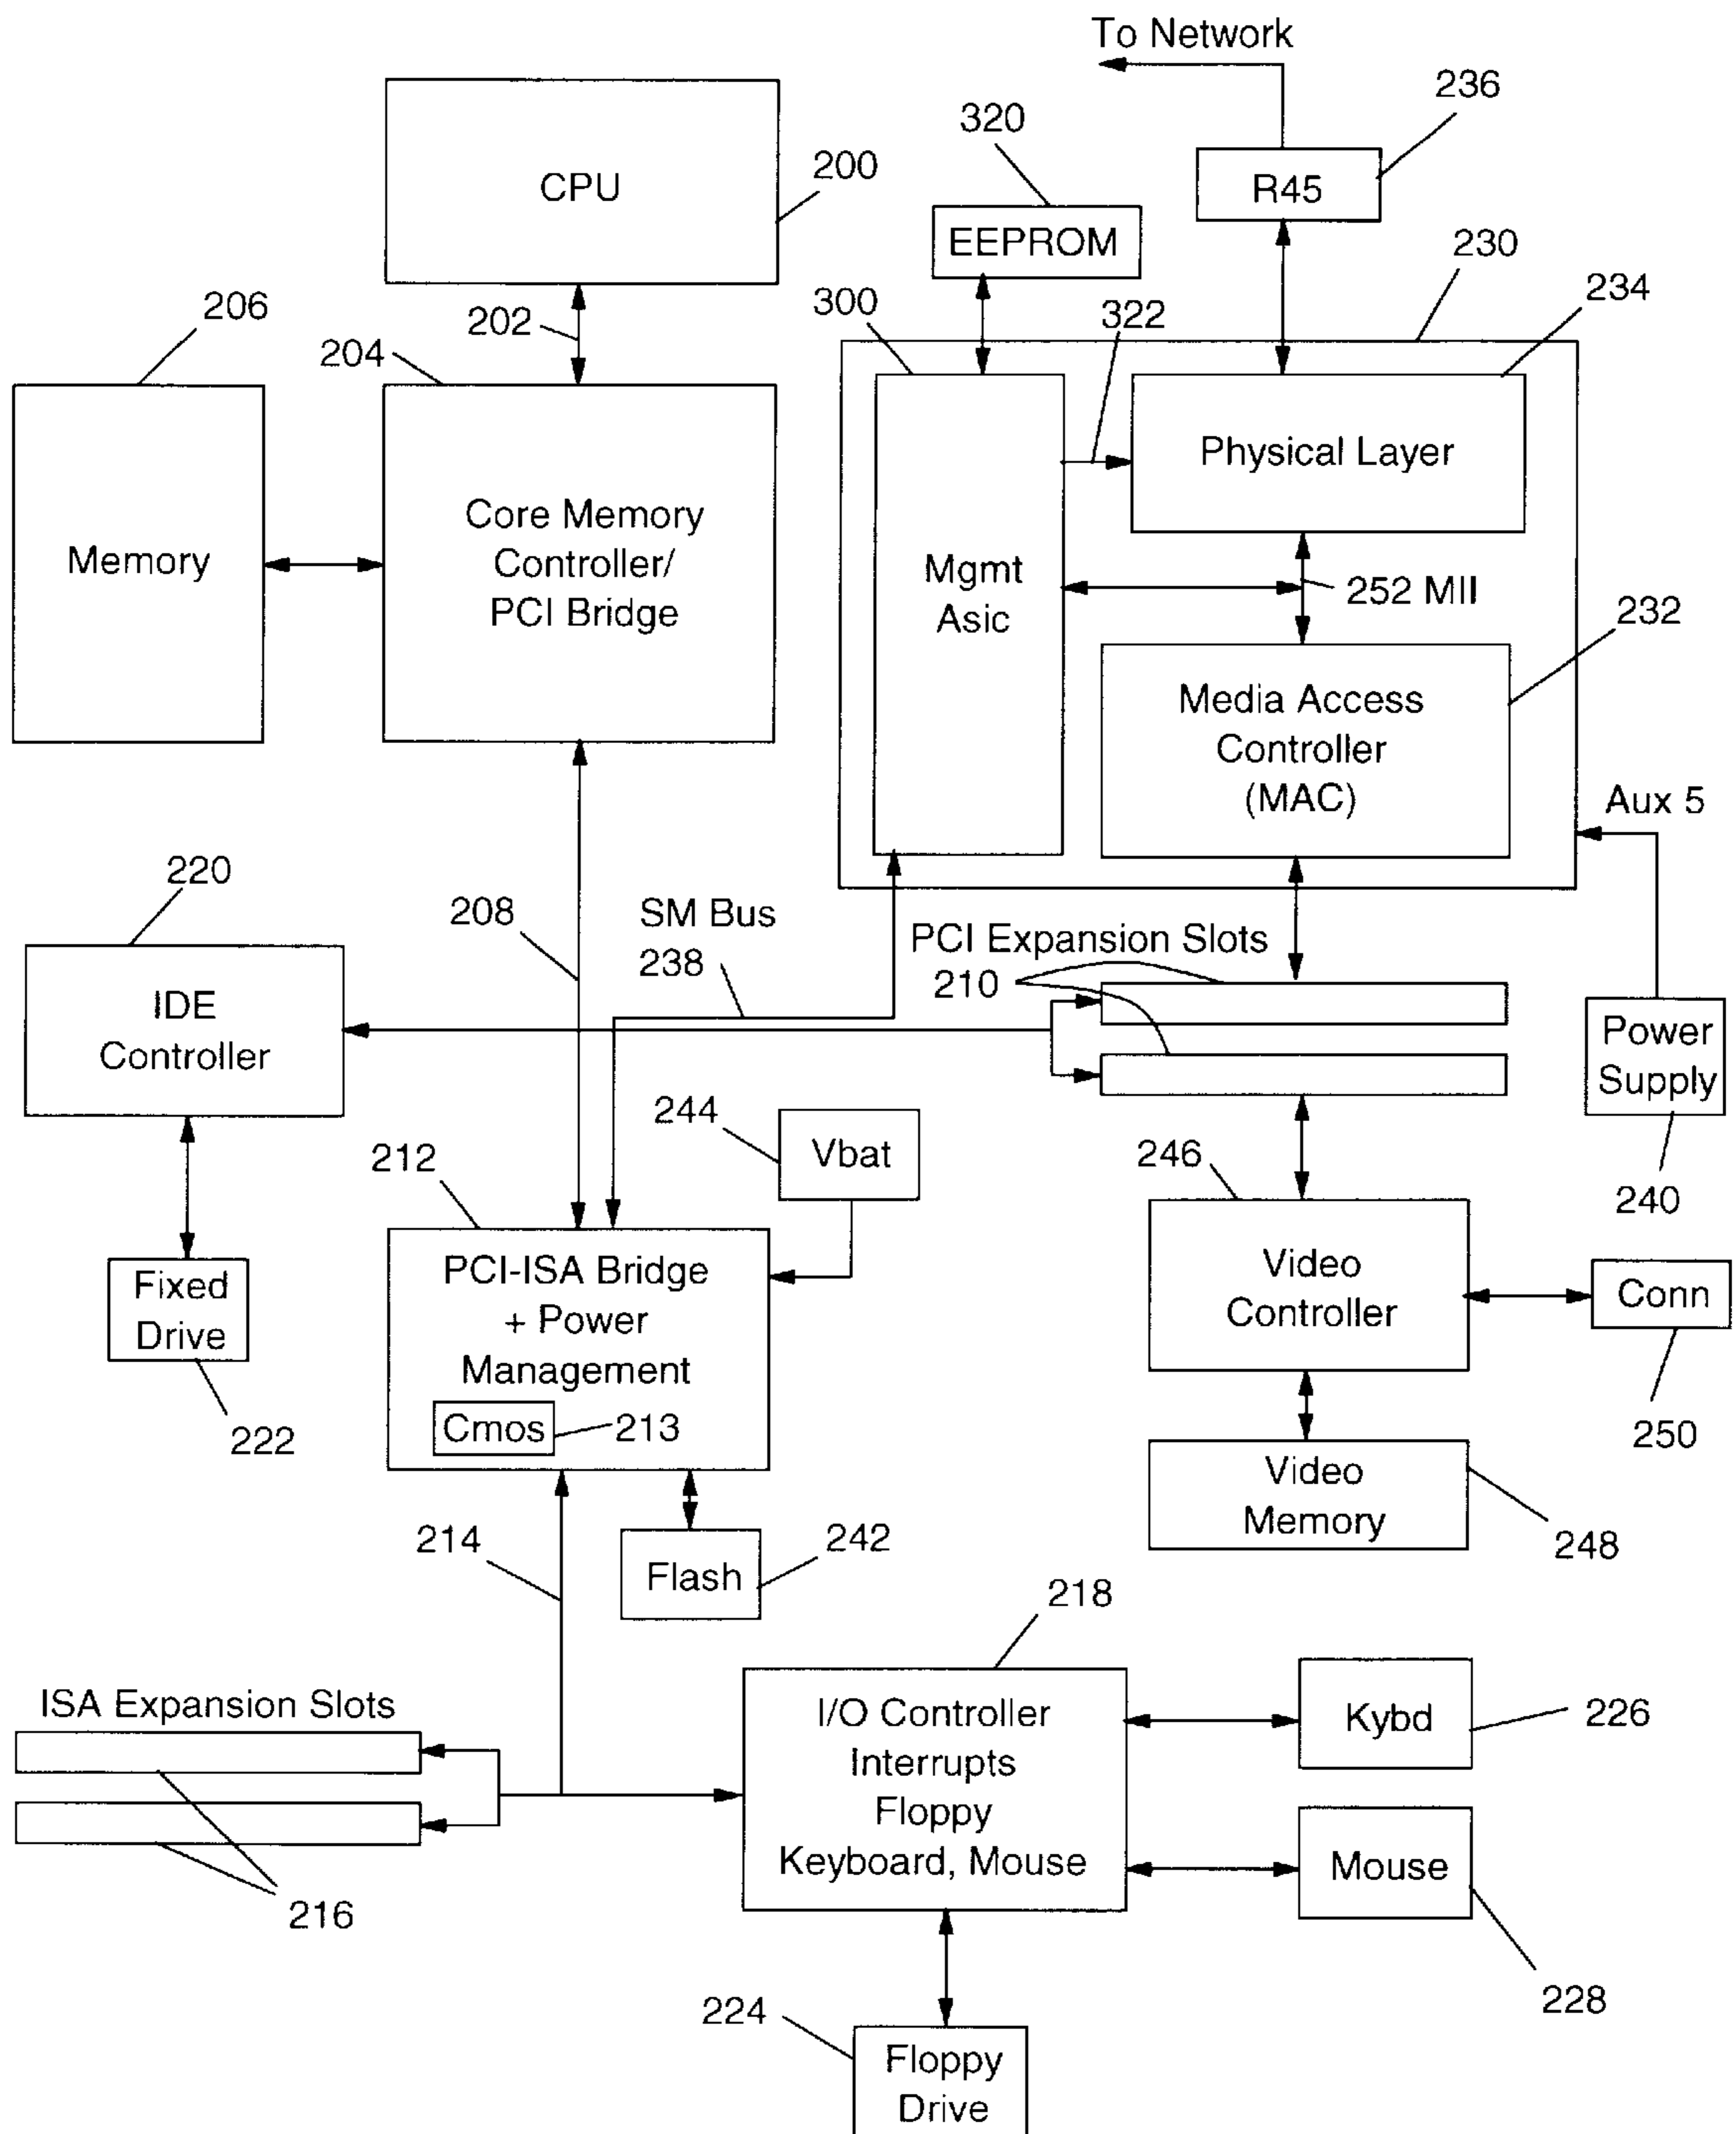 To Network
236
320
CPU
200
R45
EEPROM
230
206
202
300
322
234
204
Physical Layer
Memory
Core Memory
Controller/
PCI Bridge
Mgmt
Asic
252 MII
232
Media Access
Controller
(MAC)
Aux 5
220
208
SM Bus
238
PCI Expansion Slots
210
IDE
Controller
Power
Supply
244
Vbat
212
246
240
Fixed
Drive
PCI-ISA Bridge
+ Power
Management
Cmos
213
Video
Controller
Conn
222
250
Video
Memory
214
242
248
Flash
218
ISA Expansion Slots
I/O Controller
Interrupts
Floppy
Keyboard, Mouse
Kybd
226
Mouse
216
228
224
Floppy
Drive